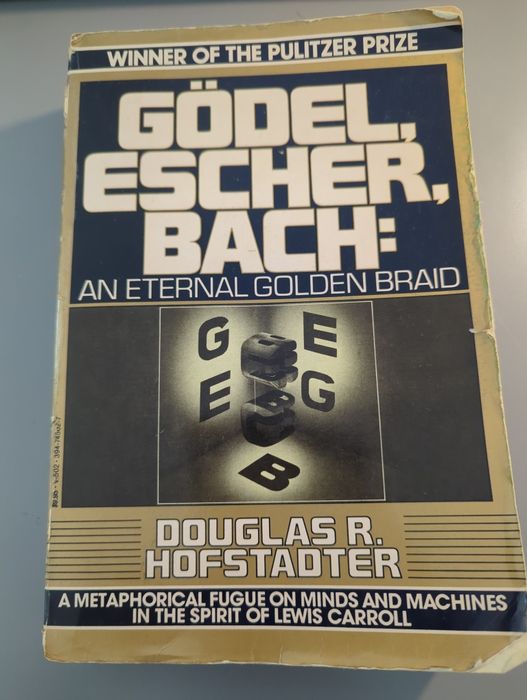 WINNER OF THE PULITZER PRIZE
GÖDEL,
ESCHER,
BACH:
AN ETERNAL GOLDEN BRAID
G E
E G
B
DOUGLAS R.
HOFSTADTER
A METAPHORICAL FUGUE ON MINDS AND MACHINES
IN THE SPIRIT OF LEWIS CARROLL